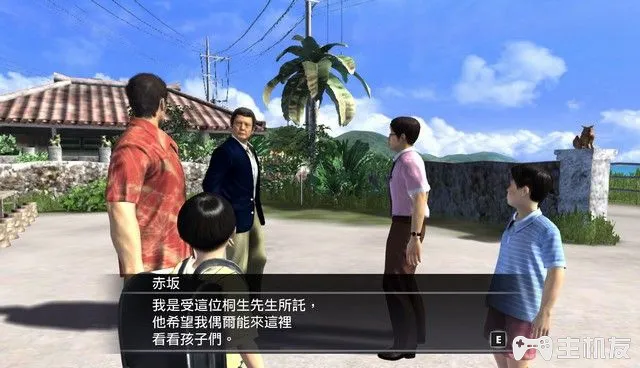 赤坂
我是受這位桐生先生所託，
他希望我偶爾能來這裡
看看孩子們。
E
主机友